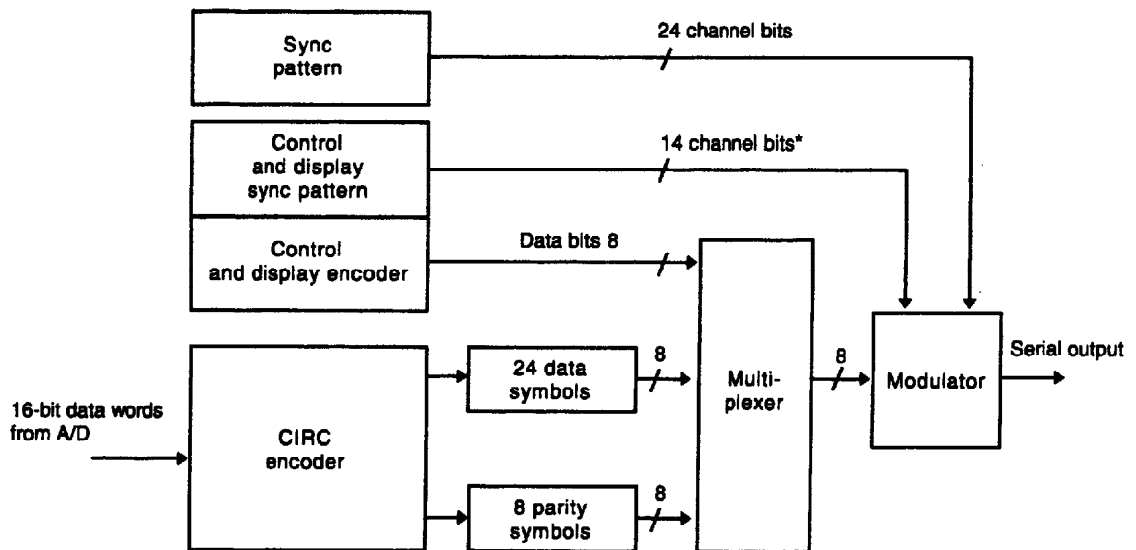 Sync
pattern
24 channel bits
Control
and display
sync pattern
14 channel bits*
Control
and display encoder
Data bits 8
16-bit data words
from A/D
CIRC
encoder
24 data
symbols
8
8 parity
symbols
8
Multi-
plexer
8
Modulator
Serial output